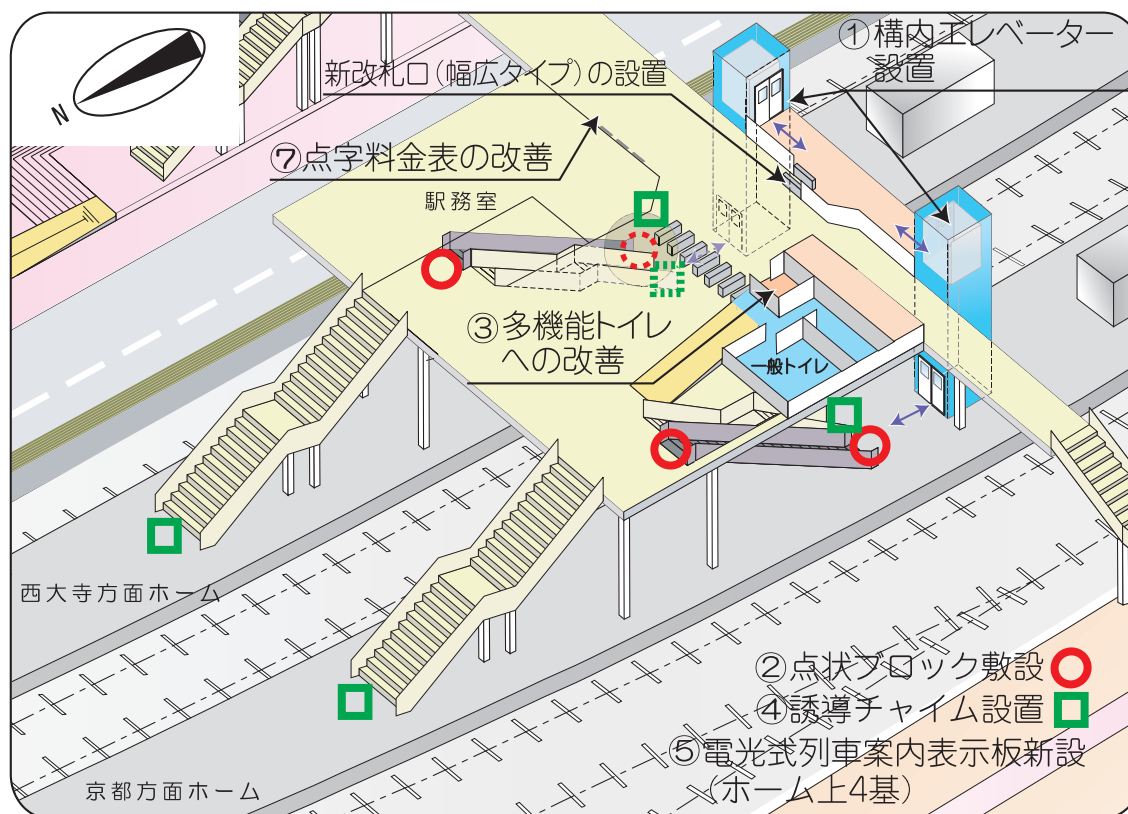 N
①構内エレベーター
設置
新改札口(幅広タイプ)の設置
⑦点字料金表の改善
駅務室
③多機能トイレ
への改善
一般トイレ
西大寺方面ホーム
②点状ブロック敷設
④誘導チャイム設置
⑤電光式列車案内表示板新設
(ホーム上4基)
京都方面ホーム